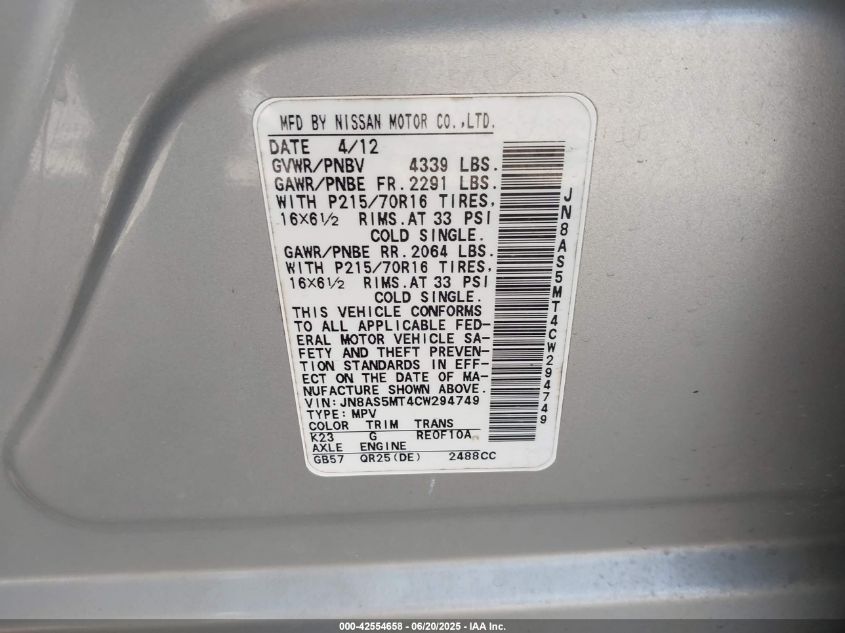 MFD BY NISSAN MOTOR CO.,LTD.
DATE 4/12
GVWR/PNBV 4339 LBS.
GAWR/PNBE FR.2291 LBS.
WITH P215/70R16 TIRES,
16X6½ RIMS.AT 33 PSI
COLD SINGLE.
GAWR/PNBE RR.2064 LBS.
WITH P215/70R16 TIRES,
16X6½ RIMS.AT 33 PSI
COLD SINGLE.
THIS VEHICLE CONFORMS
TO ALL APPLICABLE FED-
ERAL MOTOR VEHICLE SA-
FETY AND THEFT PREVEN-
TION STANDARDS IN EFF-
ECT ON THE DATE OF MA-
NUFACTURE SHOWN ABOVE.
VIN:JN8AS5MT4CW294749
TYPE:MPV
COLOR TRIM TRANS
K23 G RE0F10A
AXLE ENGINE
GB57 QR25(DE) 2488CC
JN8AS5MT4CW294749
000-42554658 - 06/20/2025 - IAA Inc.